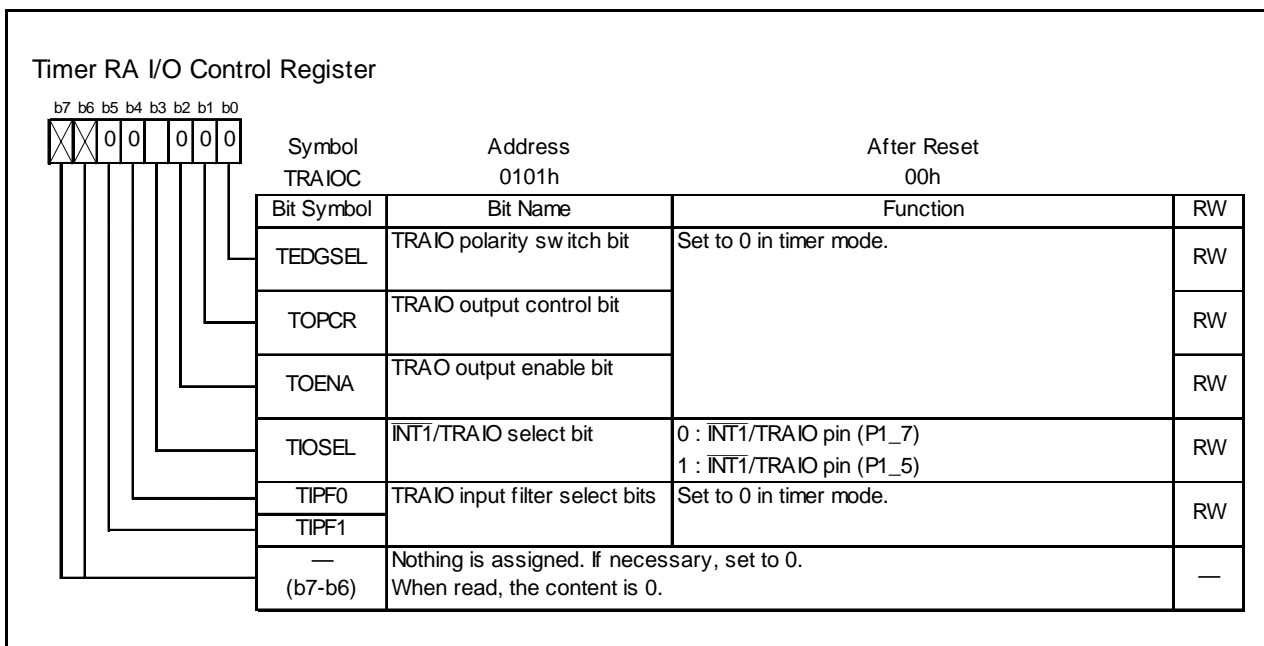 Timer RA I/O Control Register
b7 b6 b5 b4 b3 b2 b1 b0
0 0 0 0 0
Symbol Address After Reset
TRAIOC 0101h 00h
Bit Symbol Bit Name Function RW
TEDGSEL TRAIO polarity switch bit Set to 0 in timer mode. RW
TOPCR TRAIO output control bit RW
TOENA TRAO output enable bit RW
TIOSEL INT1/TRAIO select bit 0 : INT1/TRAIO pin (P1_7) RW
1 : INT1/TRAIO pin (P1_5)
TIPF0 TRAIO input filter select bits Set to 0 in timer mode. RW
TIPF1
— Nothing is assigned. If necessary, set to 0. —
(b7-b6) When read, the content is 0.